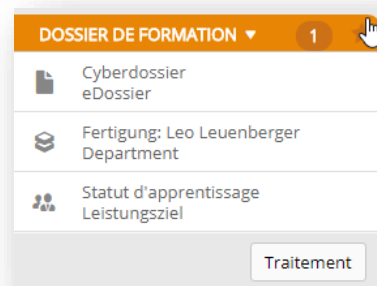 DOSSIER DE FORMATION ▼ 1
Cyberdossier
eDossier
Fertigung: Leo Leuenberger
Department
Statut d'apprentissage
Leistungsziel
Traitement